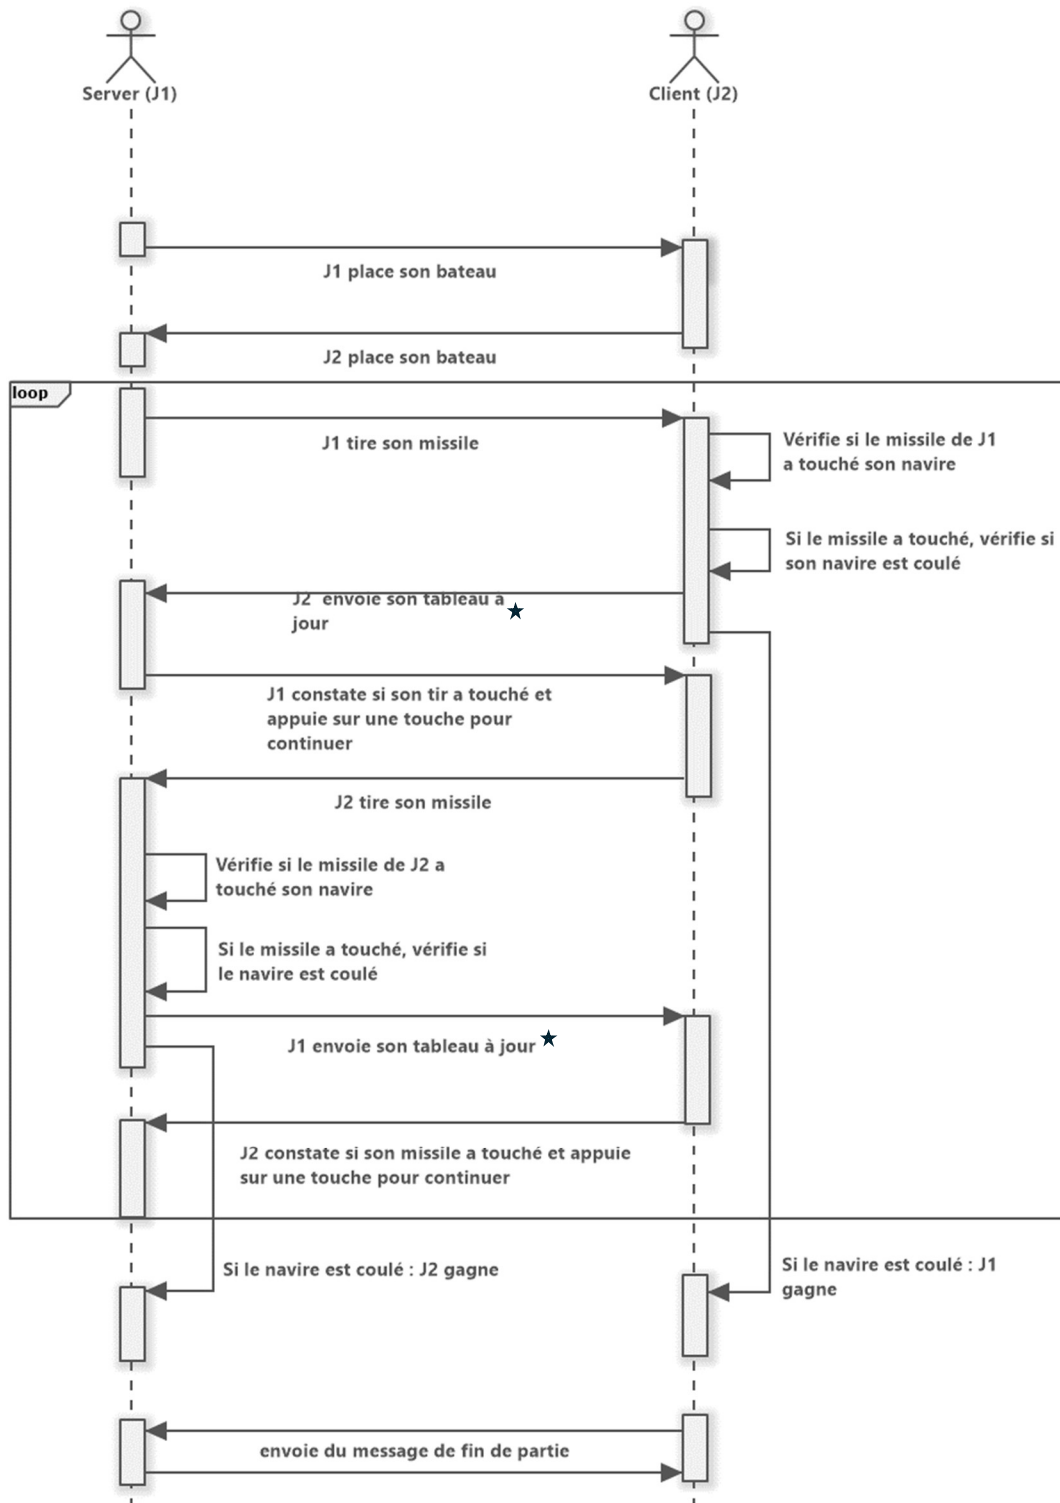 Server (J1)
Client (J2)
J1 place son bateau
J2 place son bateau
loop
J1 tire son missile
Vérifie si le missile de J1
a touché son navire
Si le missile a touché, vérifie si
son navire est coulé
J2 envoie son tableau à
jour
J1 constate si son tir a touché et
appuie sur une touche pour
continuer
J2 tire son missile
Vérifie si le missile de J2 a
touché son navire
Si le missile a touché, vérifie si
le navire est coulé
J1 envoie son tableau à jour
J2 constate si son missile a touché et appuie
sur une touche pour continuer
Si le navire est coulé : J2 gagne
Si le navire est coulé : J1
gagne
envoie du message de fin de partie